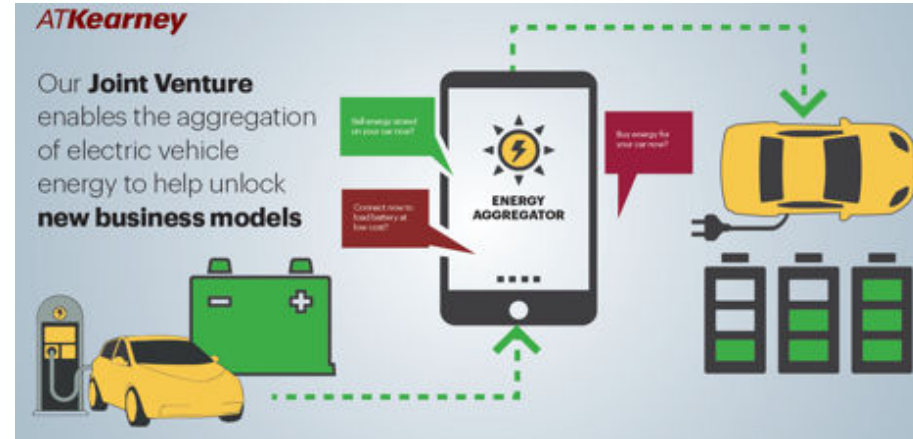 ATKearney
Our Joint Venture
enables the aggregation
of electric vehicle
energy to help unlock
new business models
Sell energy stored
on your car now?
Connect now to
load battery at
low cost?
ENERGY
AGGREGATOR
Buy energy for
your car now?